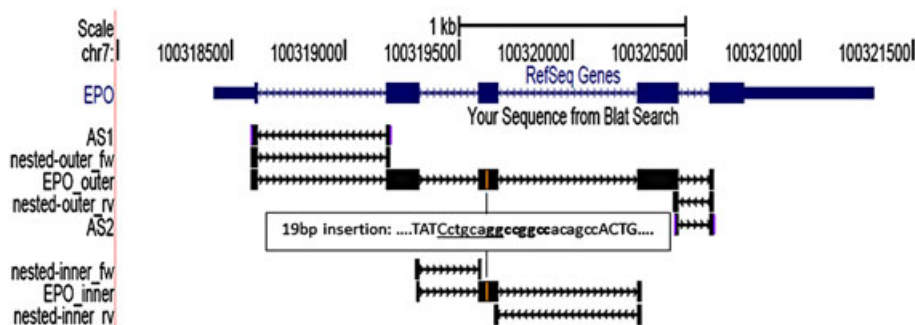 Scale 1 kb
chr7: 100318500 100319000 100319500 100320000 100320500 100321000 100321500
RefSeq Genes
EPO
Your Sequence from Blat Search
AS1
nested-outer_fw
EPO_outer
nested-outer_rv
AS2
19bp insertion: ....TATCctgcaggccggccacagccACTG....
nested-inner_fw
EPO_inner
nested-inner_rv